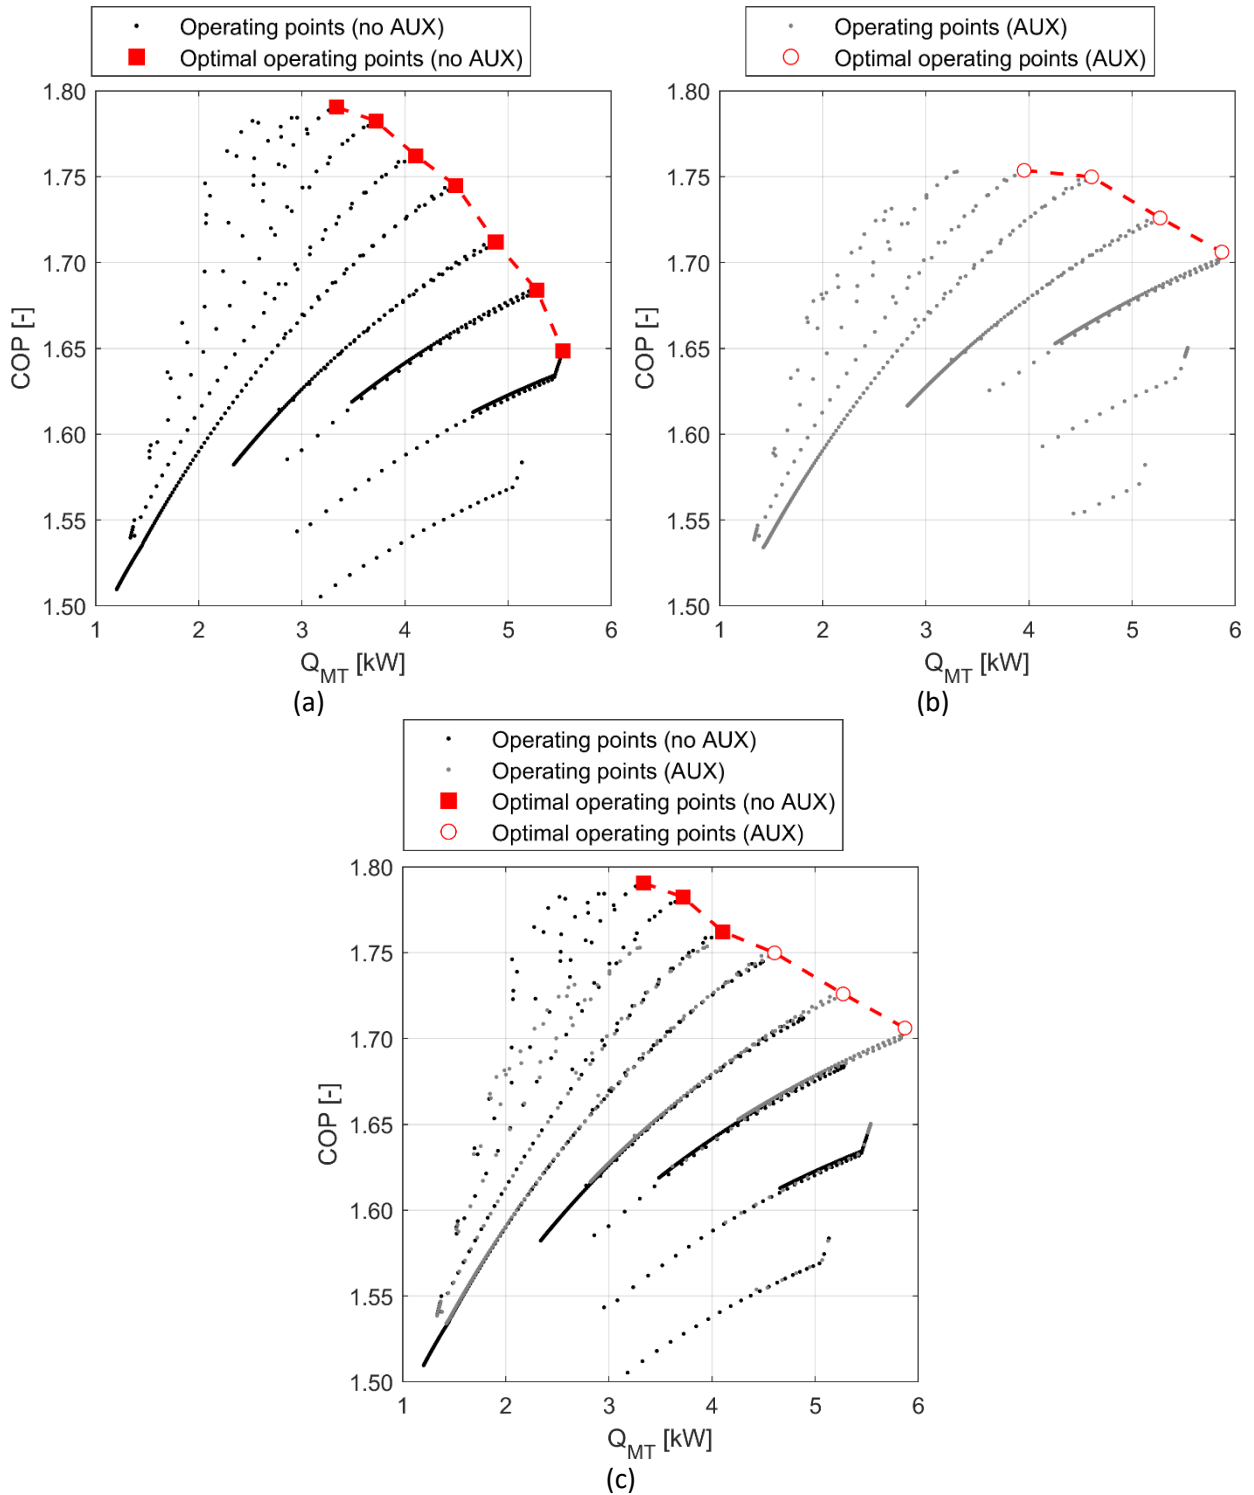 Operating points (no AUX)
Optimal operating points (no AUX)
1.80
1.75
1.70
1.65
1.60
1.55
1.50
COP [-]
1 2 3 4 5 6
Q_MT [kW]
(a)
Operating points (AUX)
Optimal operating points (AUX)
1.80
1.75
1.70
1.65
1.60
1.55
1.50
COP [-]
1 2 3 4 5 6
Q_MT [kW]
(b)
Operating points (no AUX)
Operating points (AUX)
Optimal operating points (no AUX)
Optimal operating points (AUX)
1.80
1.75
1.70
1.65
1.60
1.55
1.50
COP [-]
1 2 3 4 5 6
Q_MT [kW]
(c)